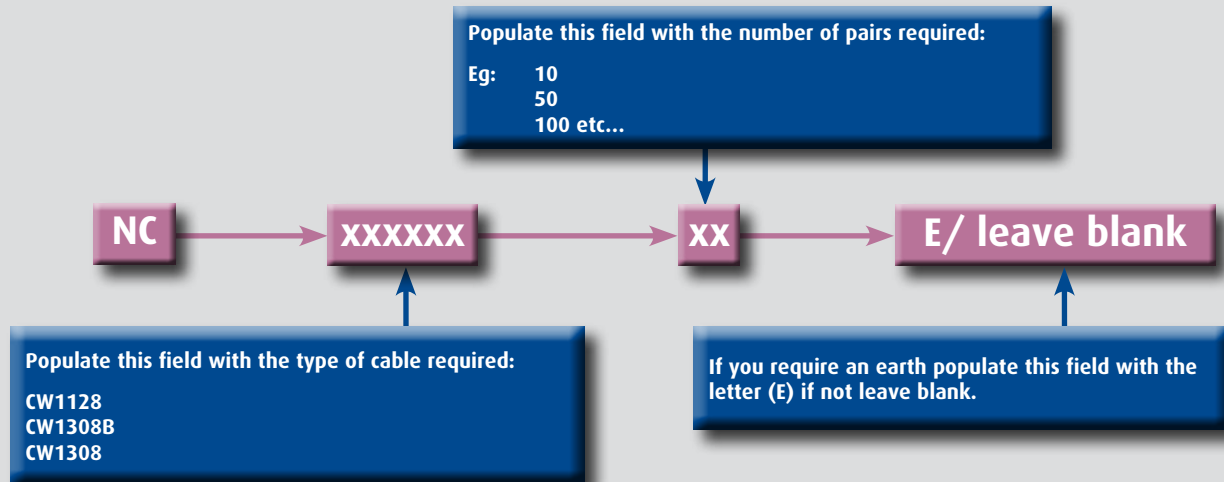 Populate this field with the number of pairs required:
Eg: 10
50
100 etc...
NC
xxxxxx
xx
E/ leave blank
Populate this field with the type of cable required:
CW1128
CW1308B
CW1308
If you require an earth populate this field with the
letter (E) if not leave blank.